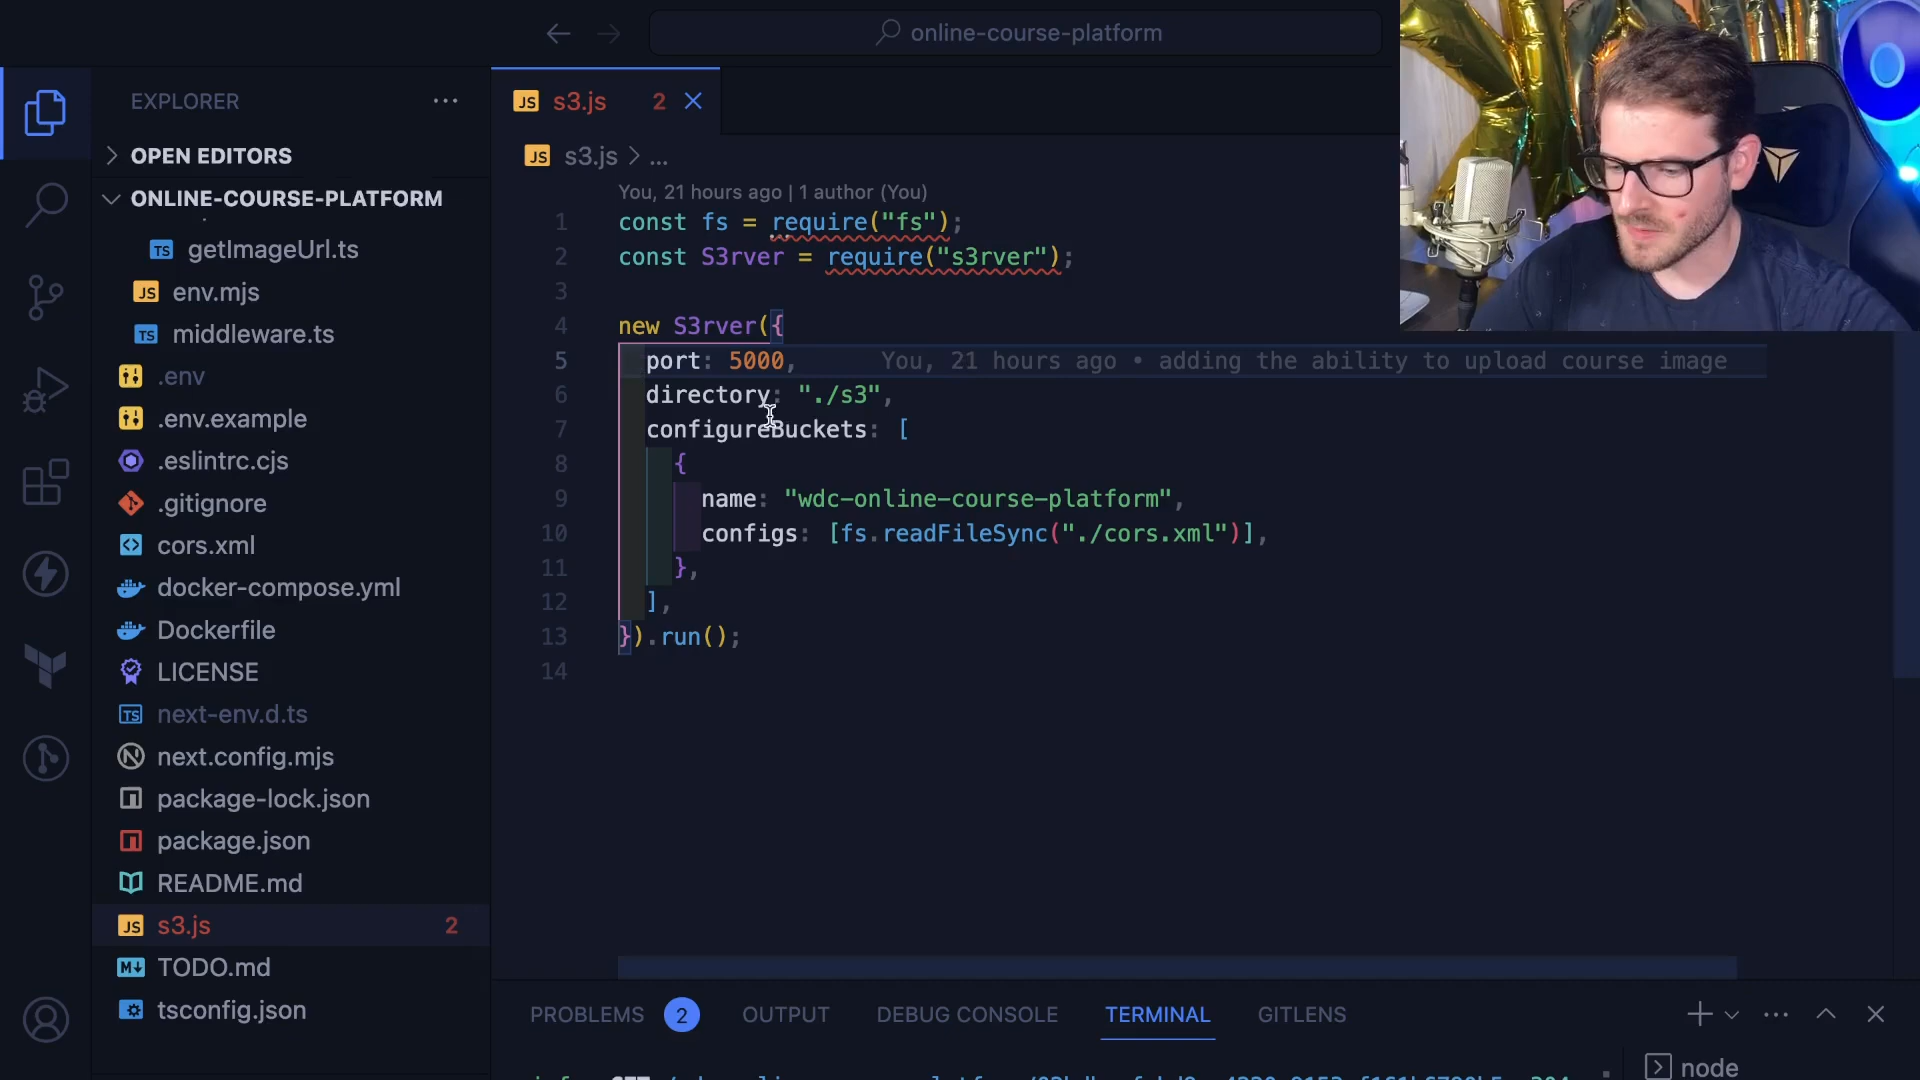 online-course-platform
EXPLORER
OPEN EDITORS
ONLINE-COURSE-PLATFORM
getImageUrl.ts
env.mjs
middleware.ts
.env
.env.example
.eslintrc.cjs
.gitignore
cors.xml
docker-compose.yml
Dockerfile
LICENSE
next-env.d.ts
next.config.mjs
package-lock.json
package.json
README.md
s3.js 2
TODO.md
tsconfig.json
JS s3.js 2
JS s3.js > ...
You, 21 hours ago | 1 author (You)
1 const fs = require("fs");
2 const S3rver = require("s3rver");
3
4 new S3rver({
5 port: 5000, You, 21 hours ago • adding the ability to upload course image
6 directory: "./s3",
7 configureBuckets: [
8 {
9 name: "wdc-online-course-platform",
10 configs: [fs.readFileSync("./cors.xml")],
11 },
12 ],
13 }).run();
14
PROBLEMS 2 OUTPUT DEBUG CONSOLE TERMINAL GITLENS
node